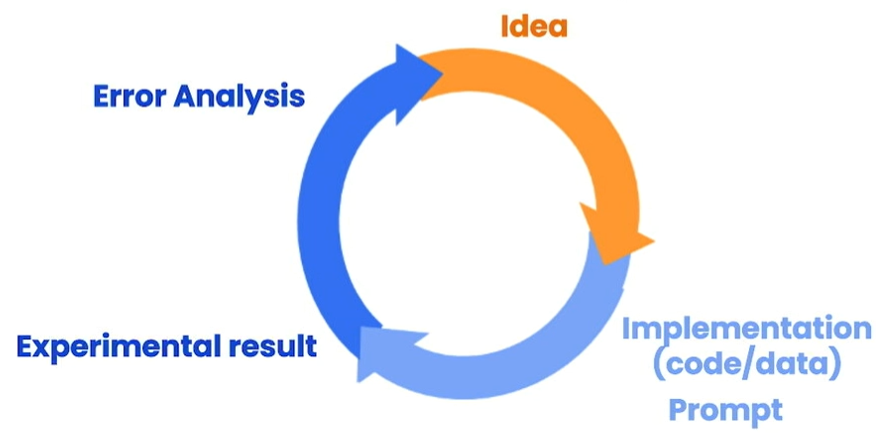 Idea
Error Analysis
Experimental result
Implementation
(code/data)
Prompt